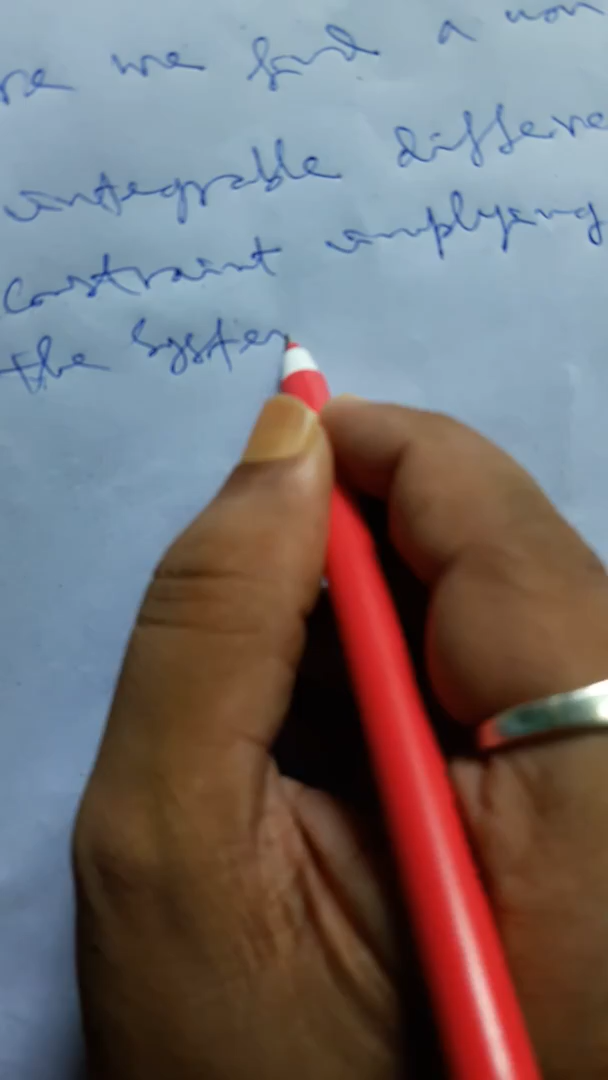 re we find a non
integrable differe
constraint implying
the system